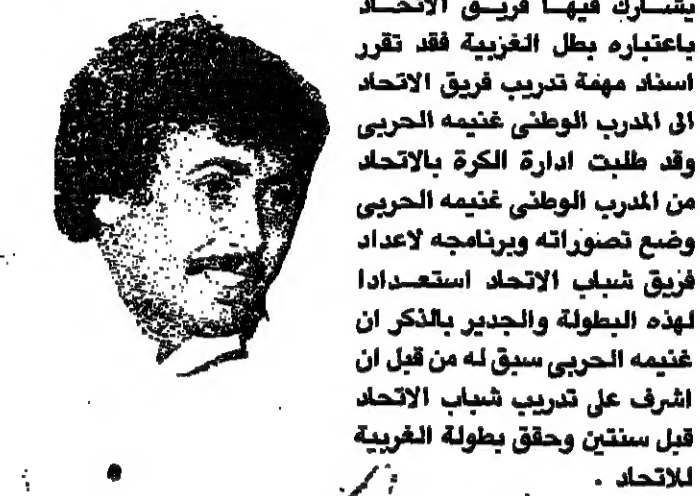 يشارك فيها فريق الاتحاد
باعتباره بطل الغربية فقد تقرر
اسناد مهمة تدريب فريق الاتحاد
الى المدرب الوطنى غنيمه الحربى
وقد طلبت ادارة الكرة بالاتحاد
من المدرب الوطنى غنيمه الحربى
وضع تصوراته وبرنامجه لاعداد
فريق شباب الاتحاد استعدادا
لهذه البطولة والجدير بالذكر ان
غنيمه الحربى سبق له من قبل ان
اشرف على تدريب شباب الاتحاد
قبل سنتين وحقق بطولة الغربية
للاتحاد .